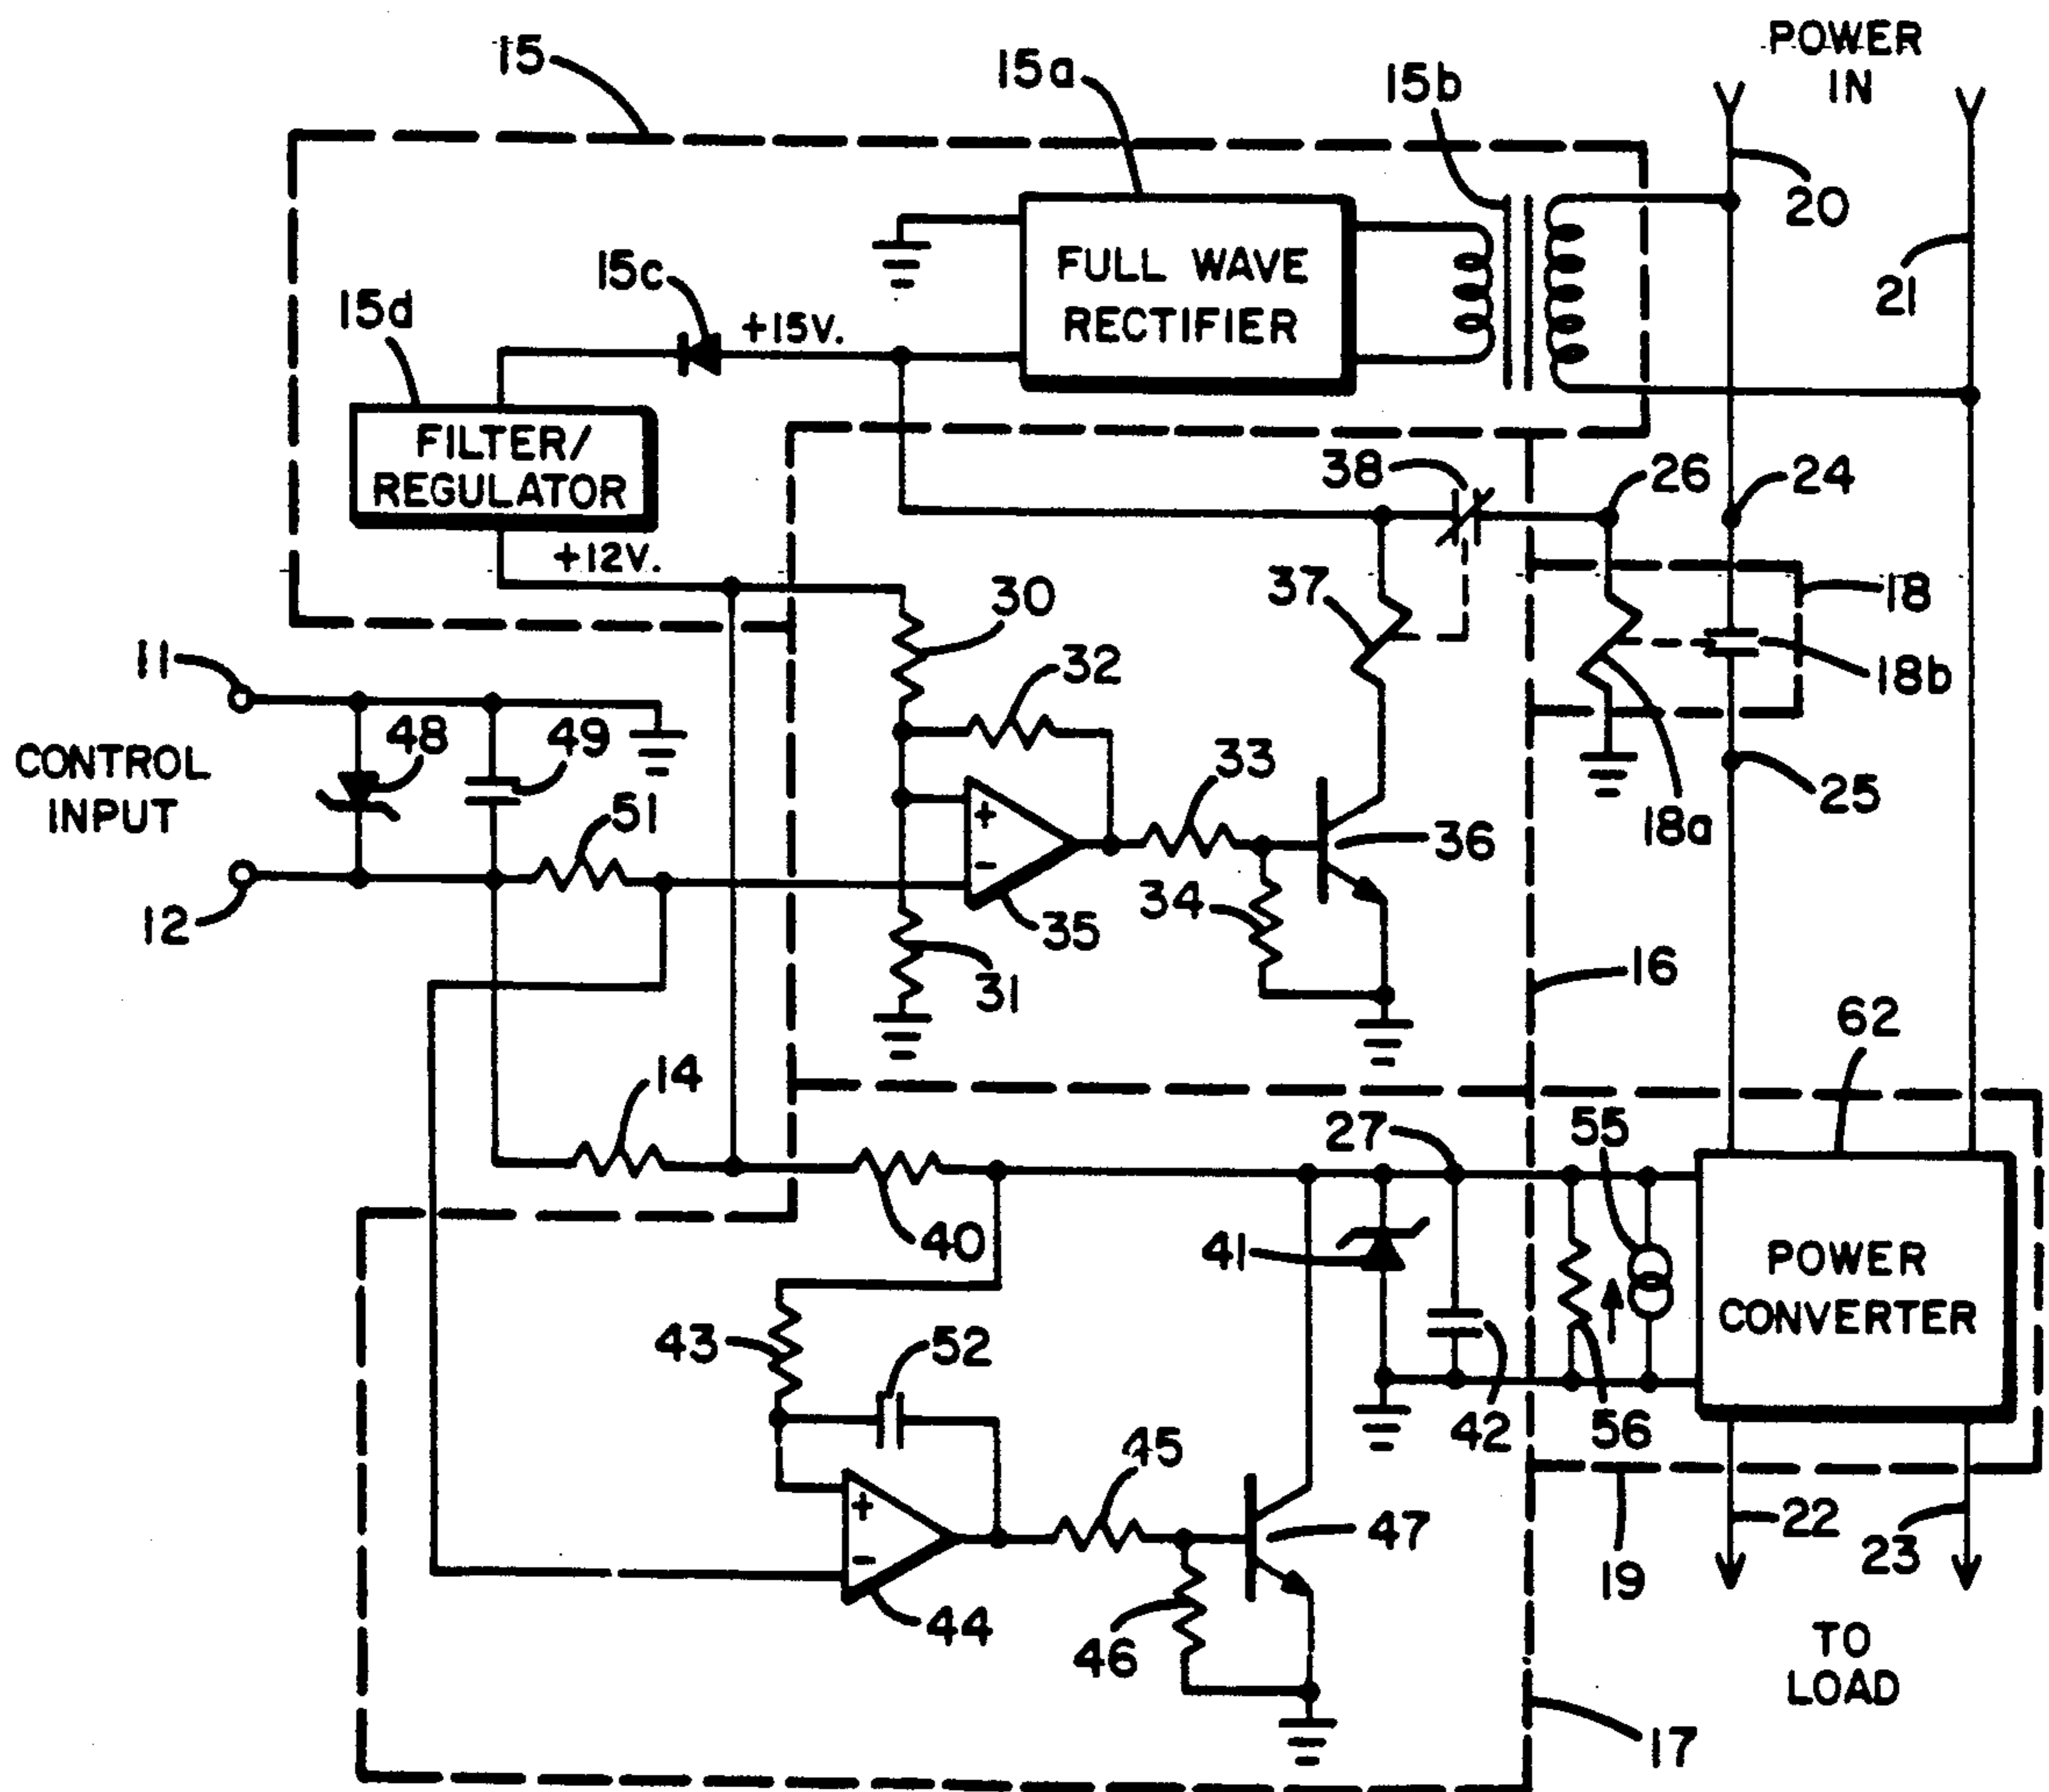 POWER
IN
15
15a
15b
20
21
FULL WAVE
RECTIFIER
15c
+15V.
15d
FILTER/
REGULATOR
+12V.
38
26
24
30
37
18
11
32
18b
48
49
33
CONTROL
INPUT
51
+
-
25
18a
36
34
12
35
31
16
62
14
27
55
40
41
POWER
CONVERTER
43
52
42
56
45
+
-
47
22
23
19
44
46
TO
LOAD
17